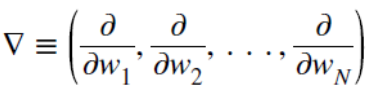 ∇ ≡ (∂/∂w₁, ∂/∂w₂, . . . , ∂/∂w_N)